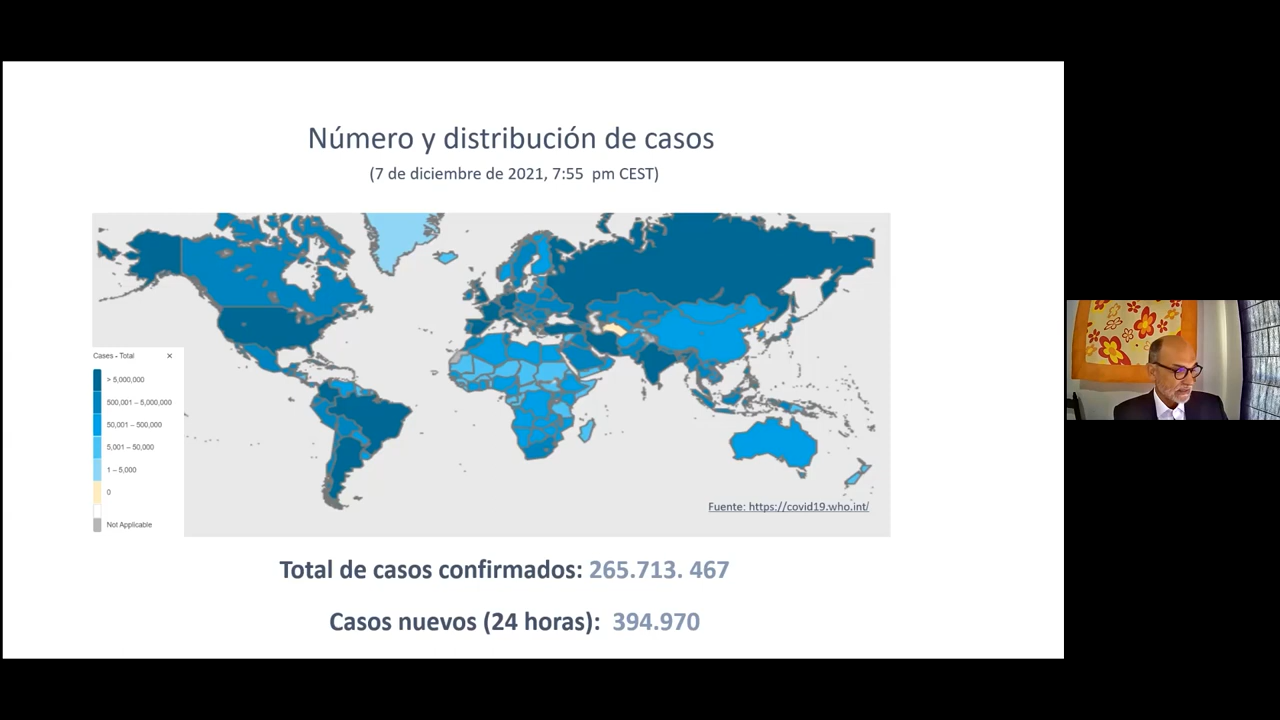 Número y distribución de casos
(7 de diciembre de 2021, 7:55 pm CEST)
Cases - Total
> 5,000,000
500,001 – 5,000,000
50,001 – 500,000
5,001 – 50,000
1 – 5,000
0
Not Applicable
Fuente: https://covid19.who.int/
Total de casos confirmados: 265.713. 467
Casos nuevos (24 horas): 394.970